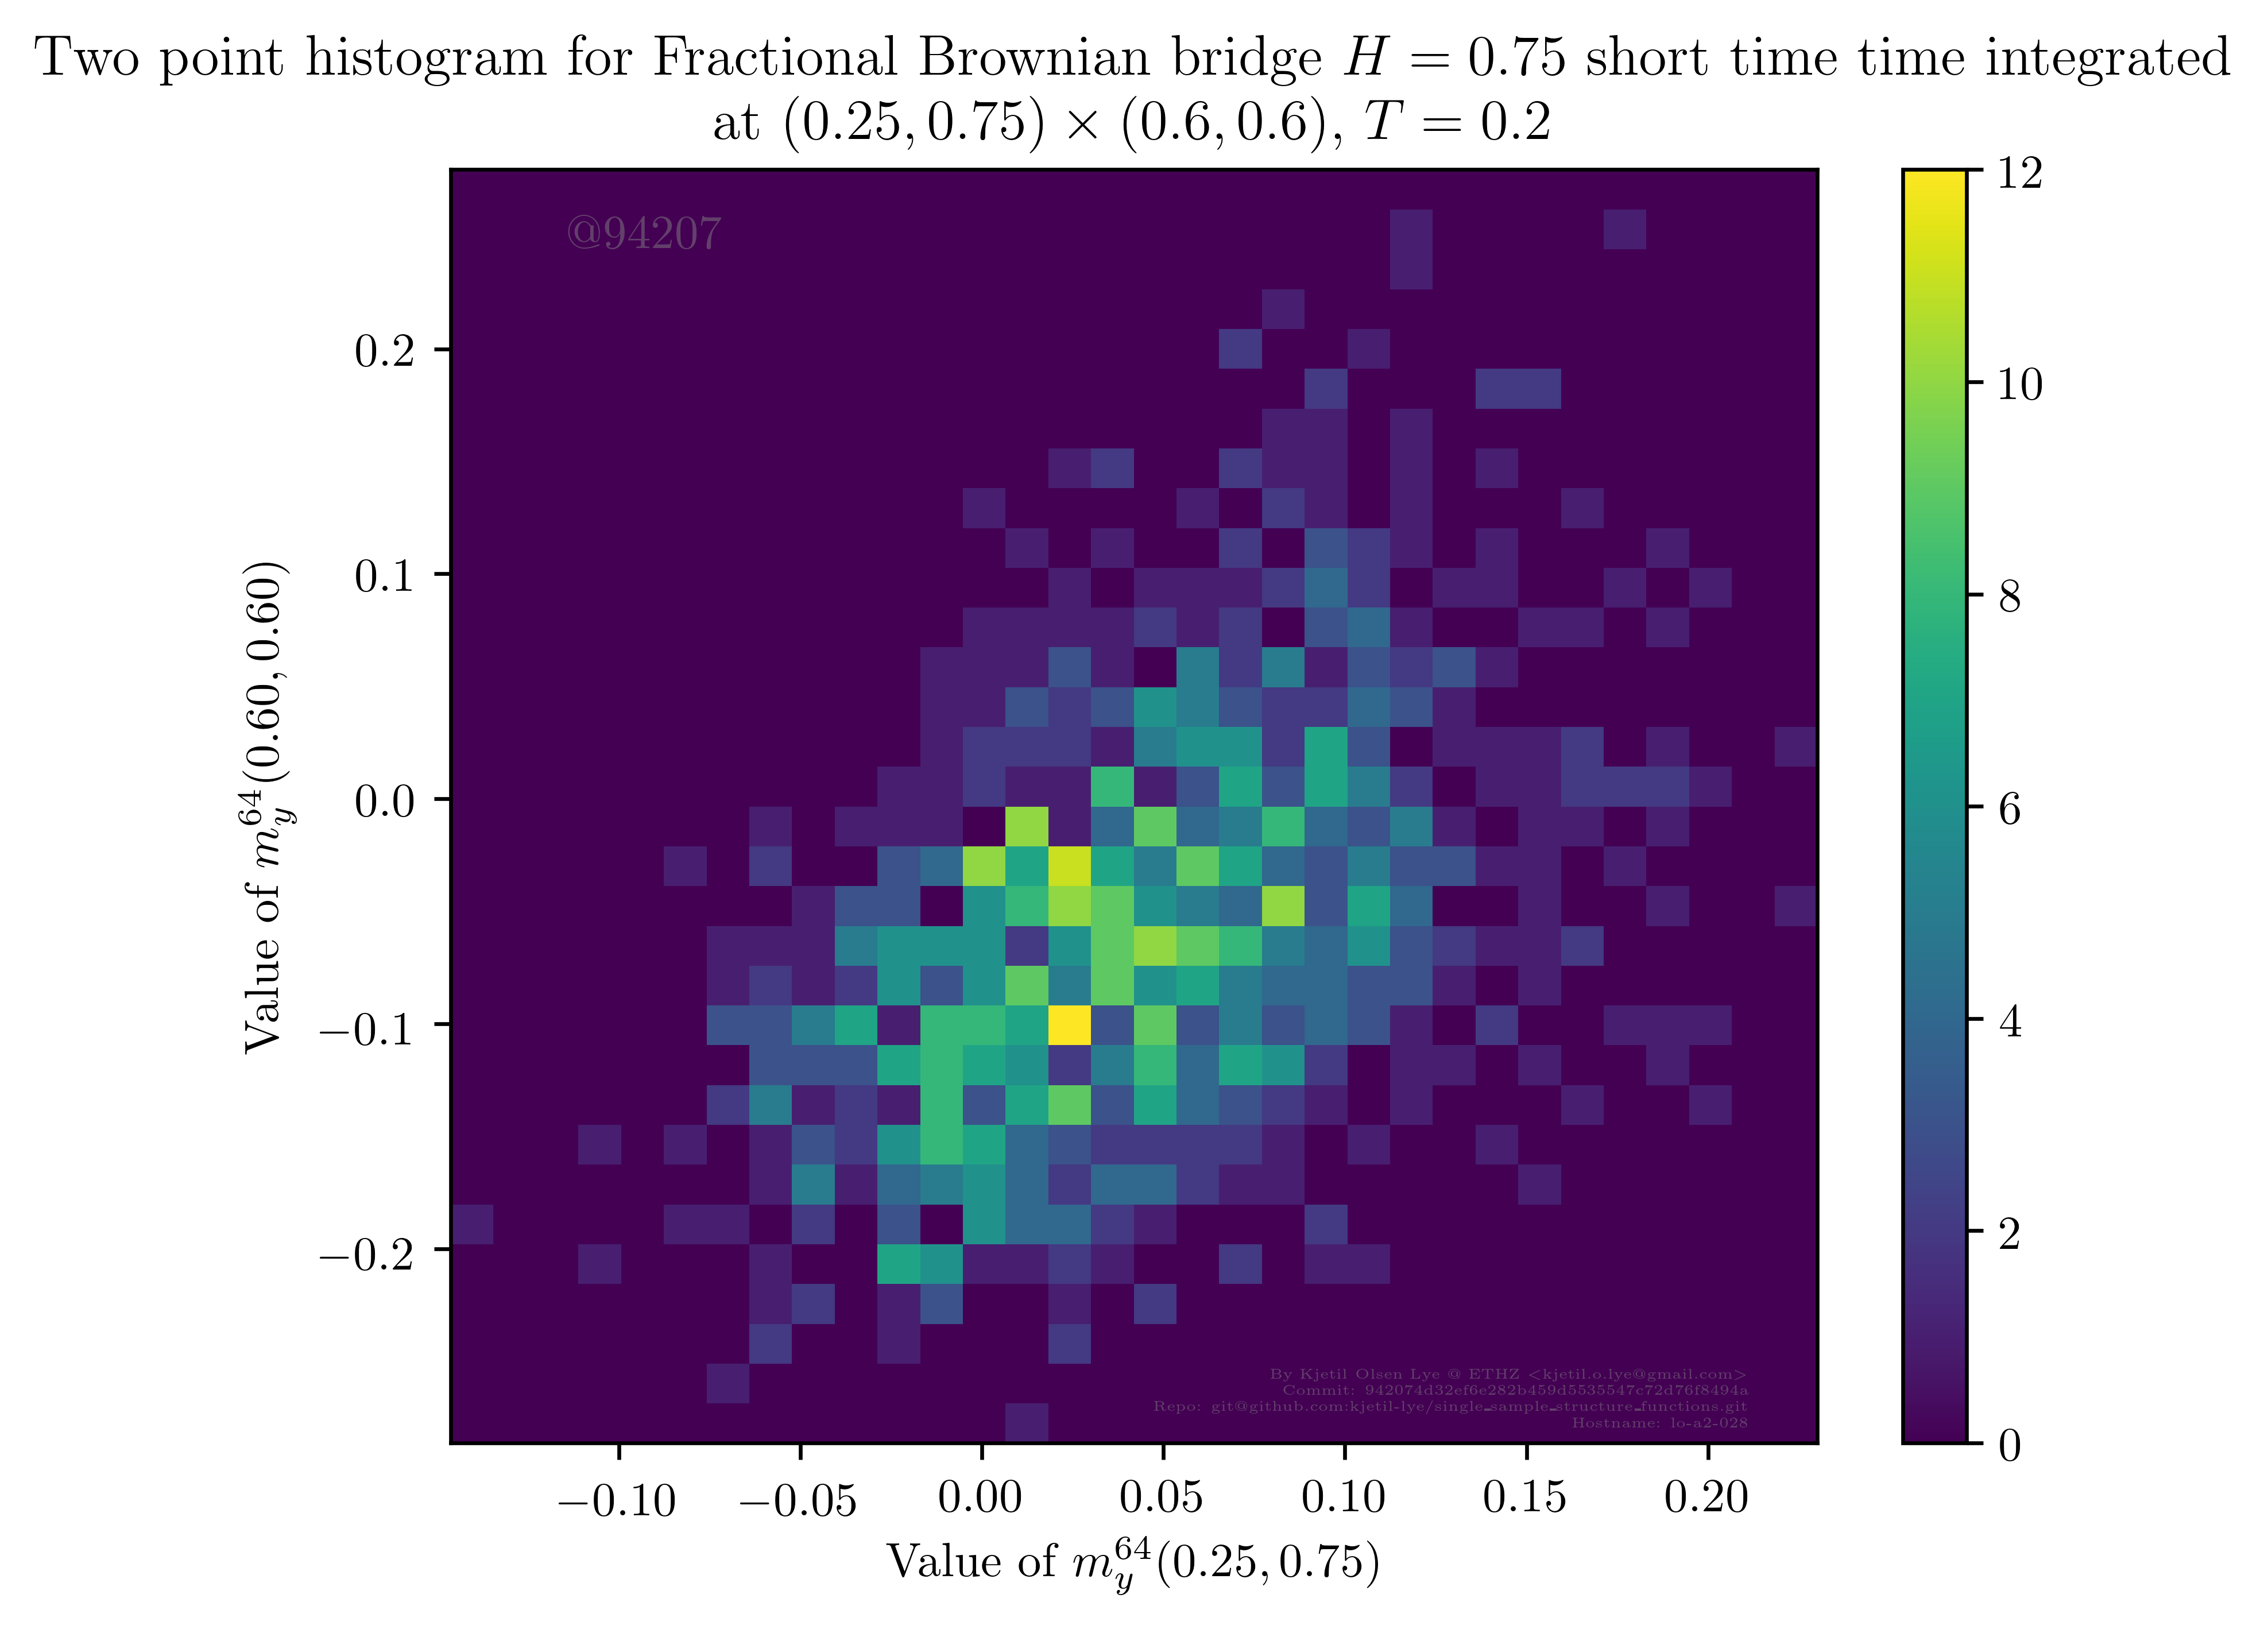 Two point histogram for Fractional Brownian bridge H = 0.75 short time time integrated
at (0.25, 0.75) × (0.6, 0.6), T = 0.2
@94207
12
10
8
6
4
2
0
0.2
0.1
0.0
−0.1
−0.2
Value of m_y^{64}(0.60, 0.60)
By Kjetil Olsen Lye @ ETHZ <kjetil.o.lye@gmail.com>
Commit: 942074d32ef6e282b459d5535547c72d76f8494a
Repo: git@github.com:kjetil-lye/single_sample_structure_functions.git
Hostname: lo-a2-028
−0.10 −0.05 0.00 0.05 0.10 0.15 0.20
Value of m_y^{64}(0.25, 0.75)